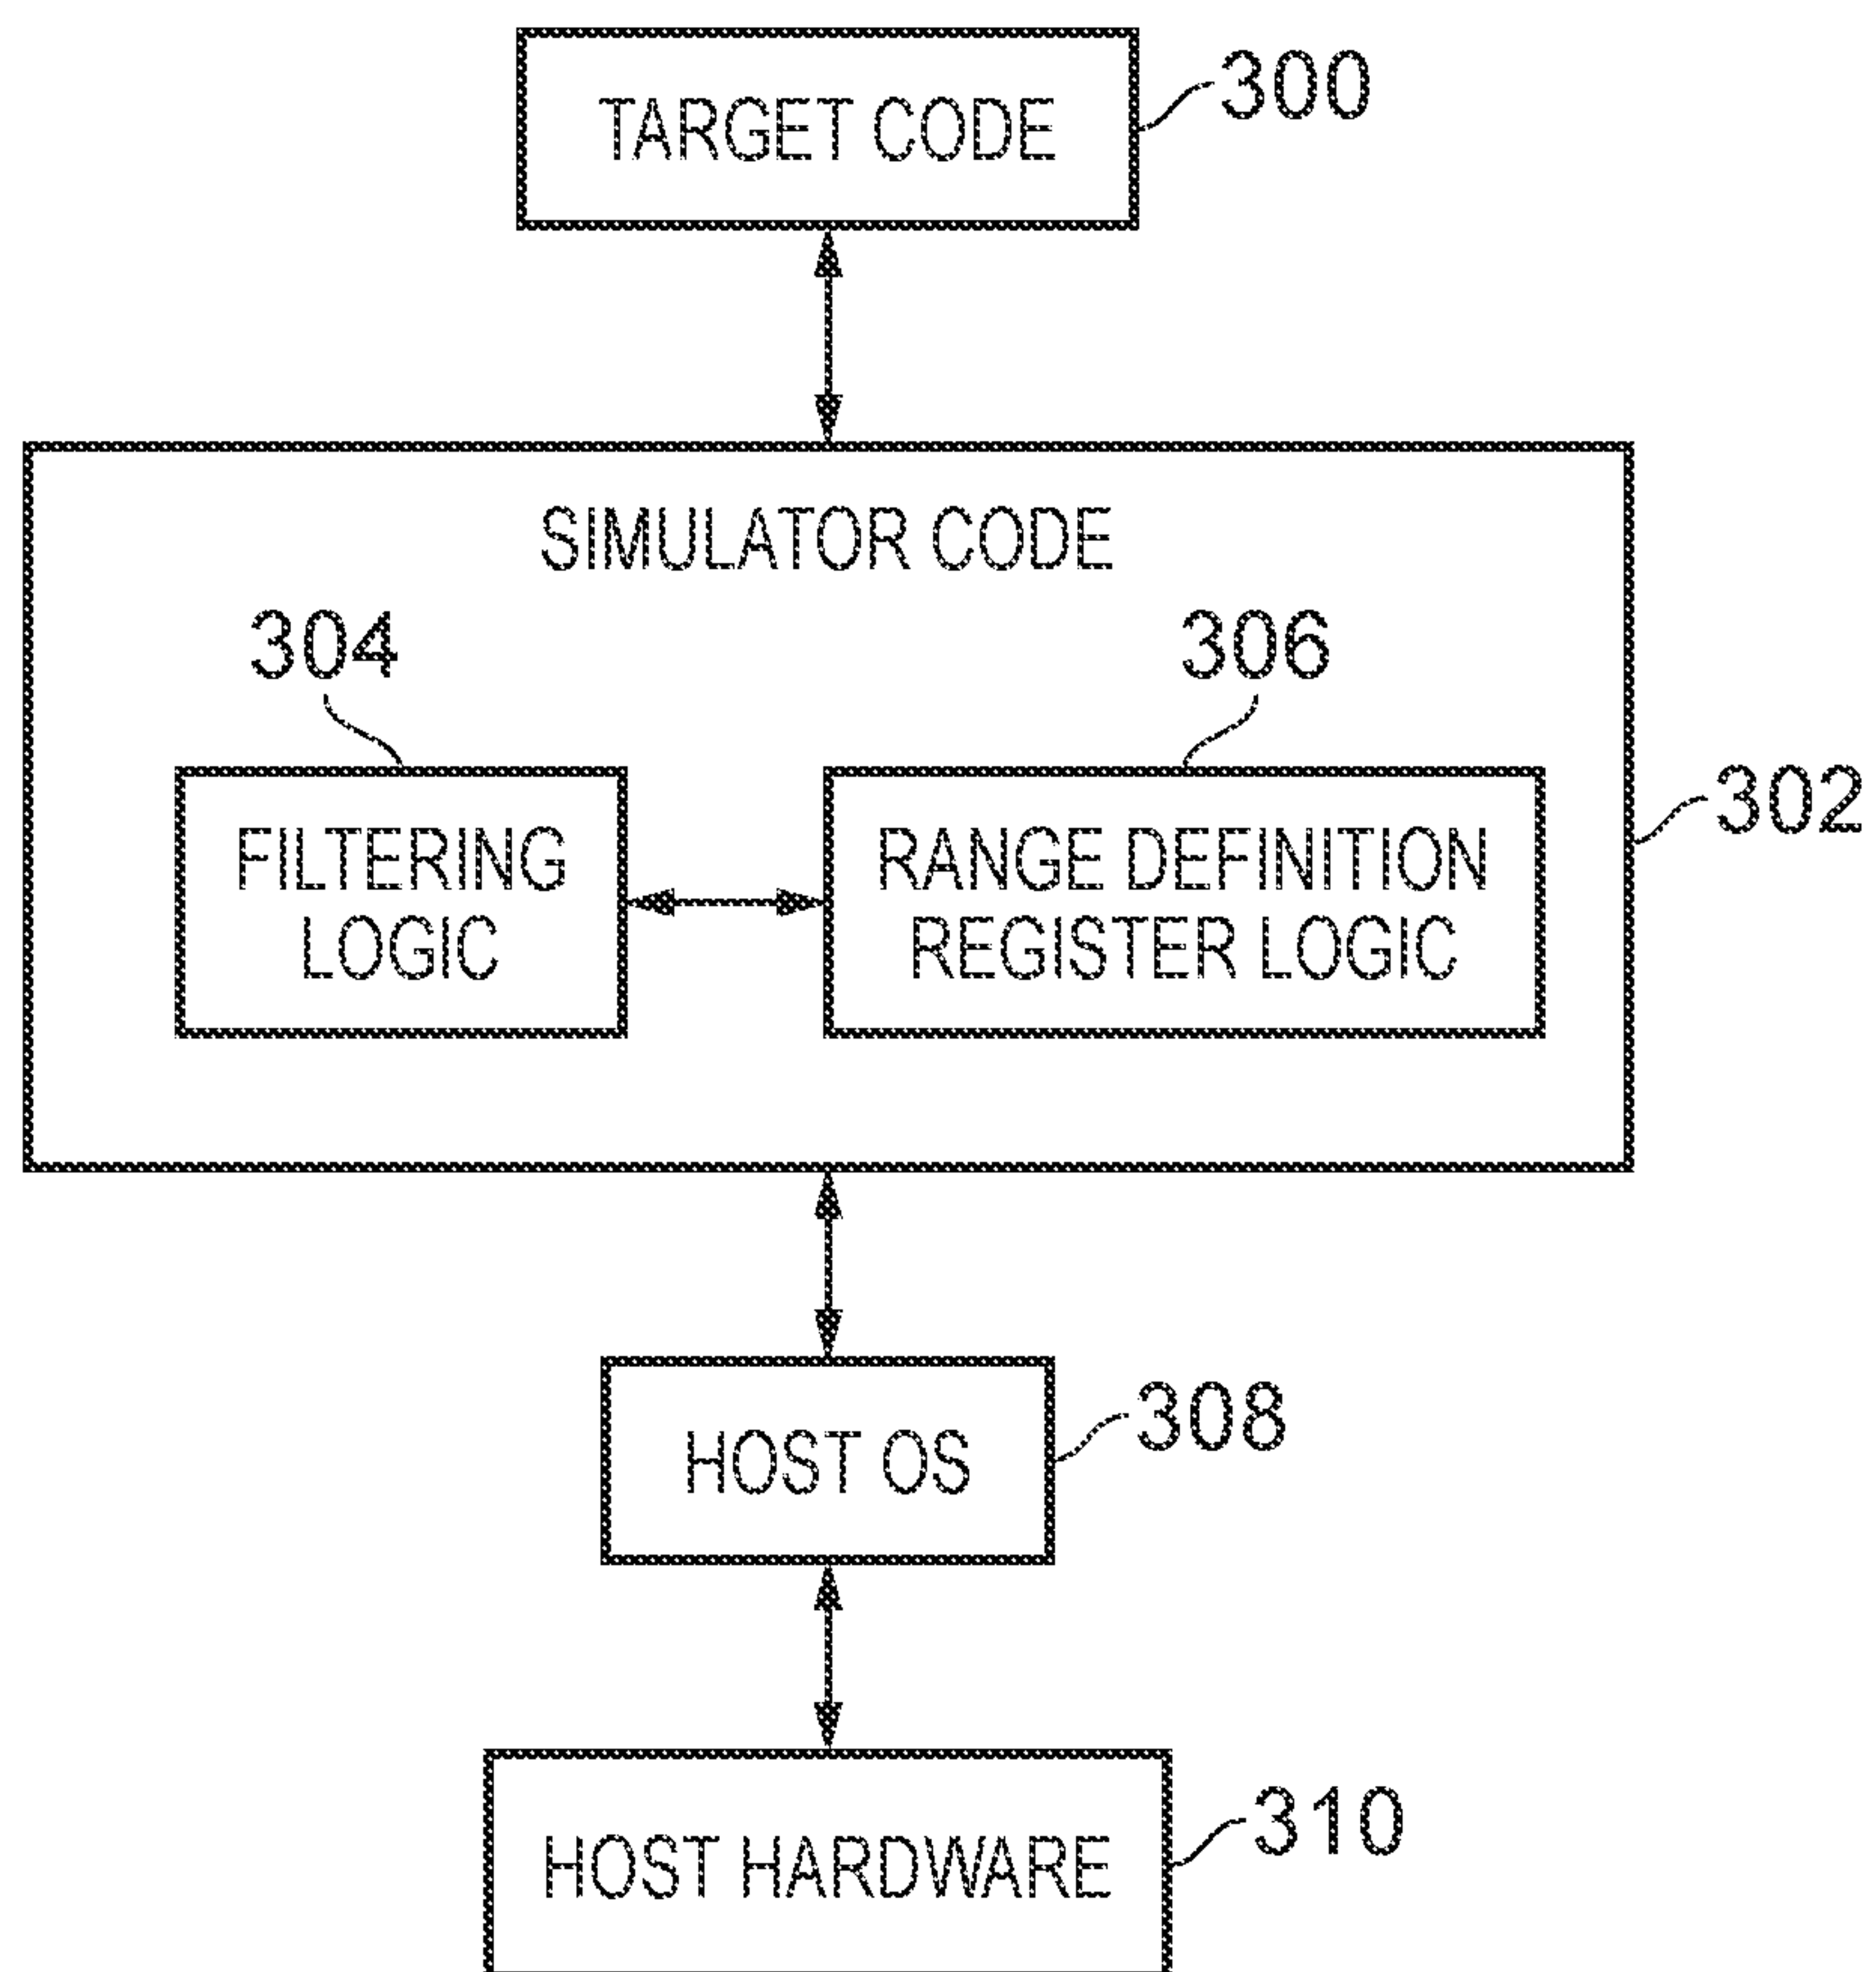 TARGET CODE
300
SIMULATOR CODE
304
306
302
FILTERING
LOGIC
RANGE DEFINITION
REGISTER LOGIC
HOST OS
308
HOST HARDWARE
310